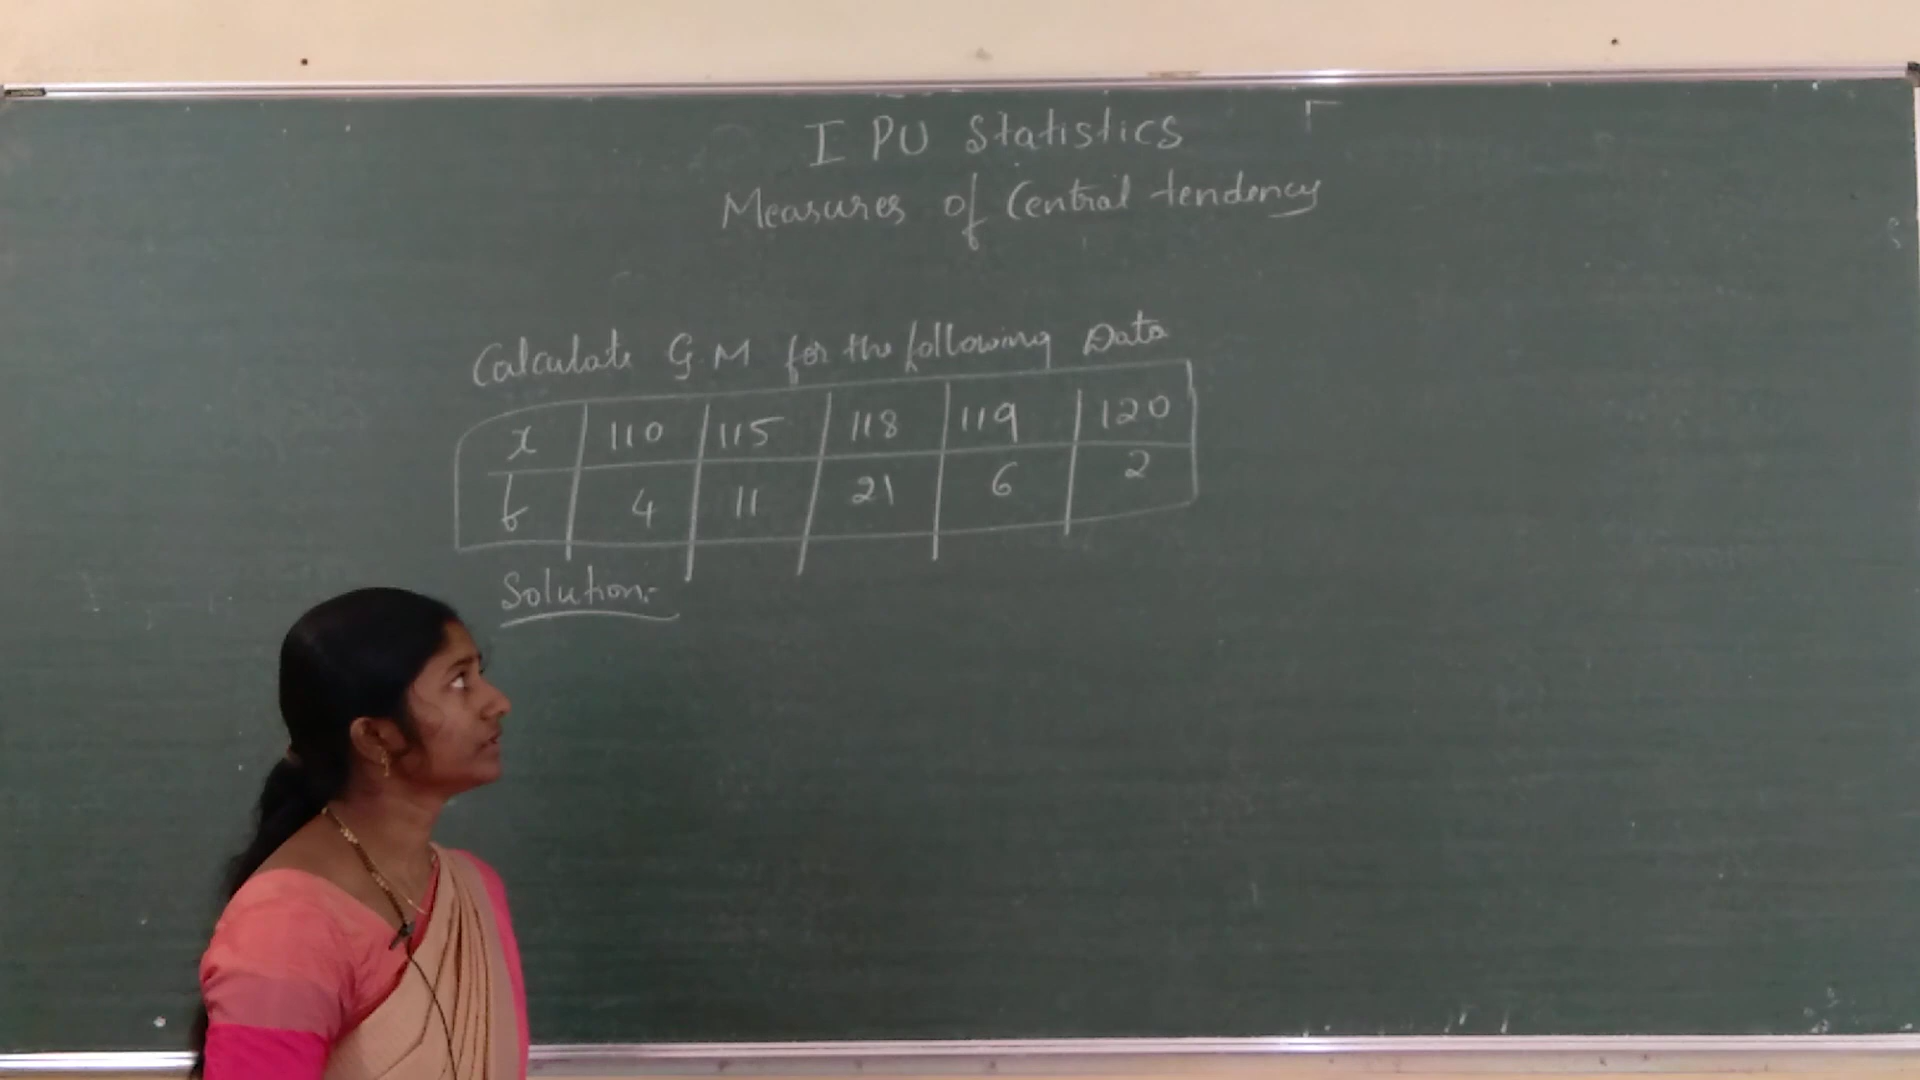 I PU Statistics
Measures of Central tendency
Calculate G.M for the following Data
x 110 115 118 119 120
f 4 11 21 6 2
Solution:-